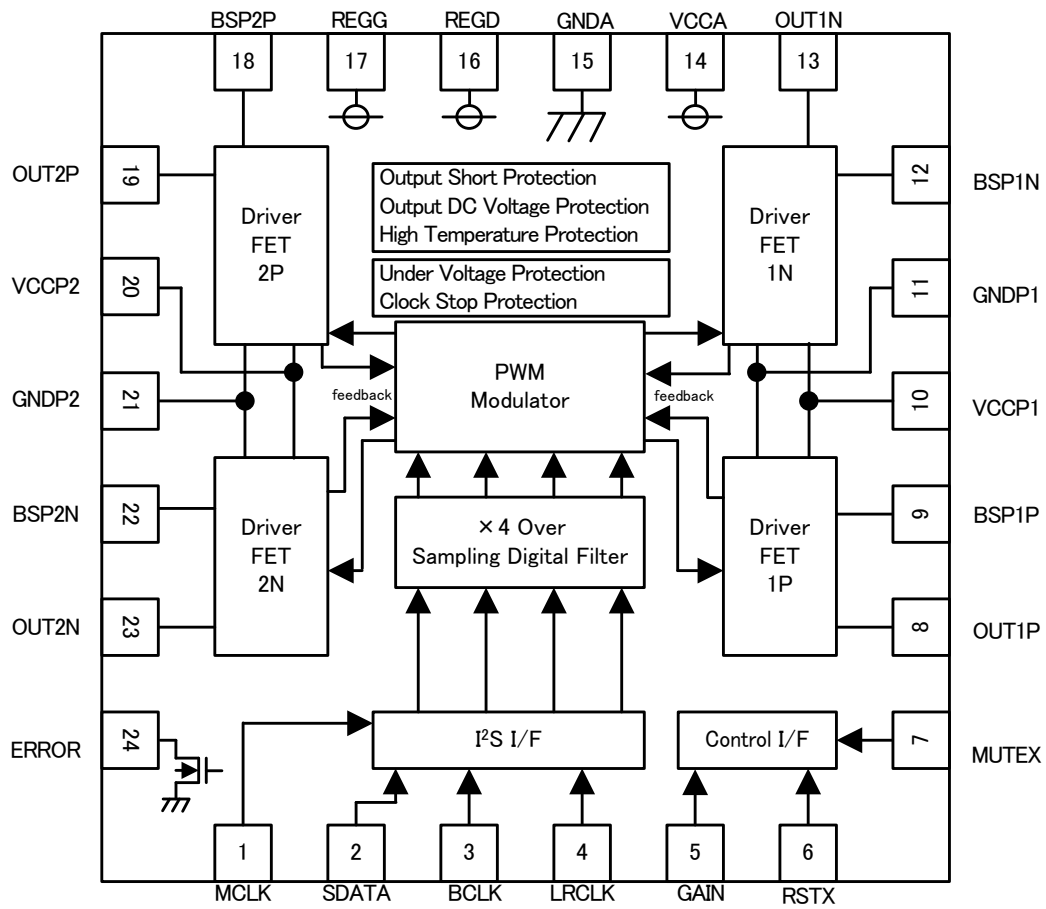 BSP2P REGG REGD GNDA VCCA OUT1N
18 17 16 15 14 13
OUT2P 19
12 BSP1N
Driver
FET
2P
Output Short Protection
Output DC Voltage Protection
High Temperature Protection
Driver
FET
1N
VCCP2 20
Under Voltage Protection
Clock Stop Protection
11 GNDP1
PWM
Modulator
GNDP2 21
feedback
feedback
10 VCCP1
BSP2N 22
Driver
FET
2N
×4 Over
Sampling Digital Filter
Driver
FET
1P
9 BSP1P
OUT2N 23
8 OUT1P
ERROR 24
I²S I/F
Control I/F
7 MUTEX
1 2 3 4 5 6
MCLK SDATA BCLK LRCLK GAIN RSTX